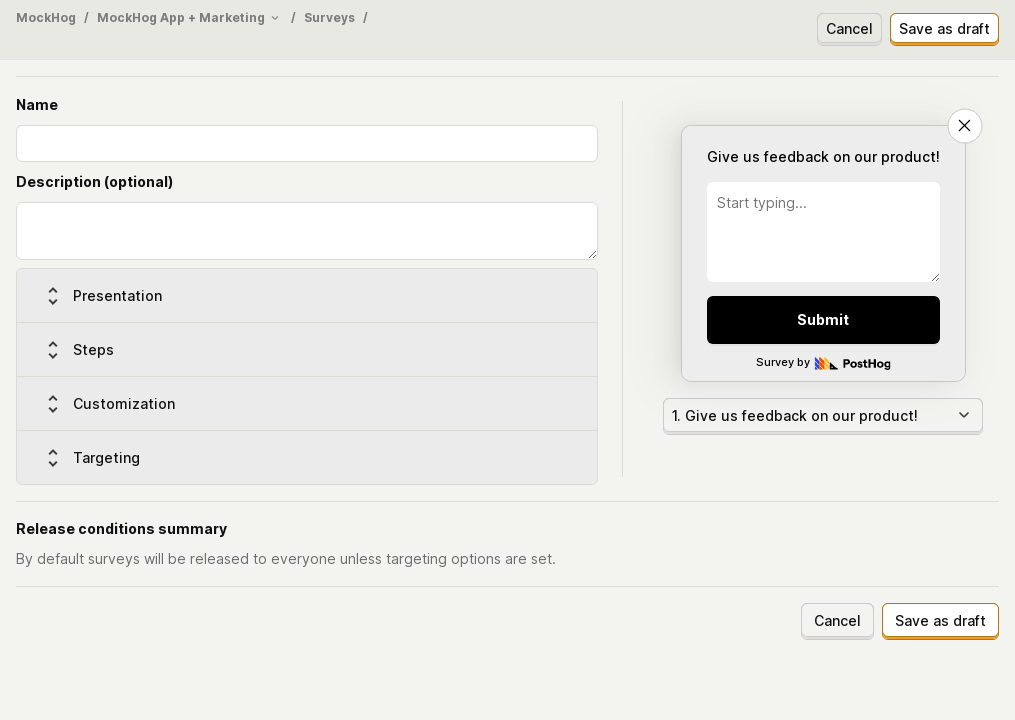 MockHog / MockHog App + Marketing / Surveys /
Cancel
Save as draft
Name
Description (optional)
Presentation
Steps
Customization
Targeting
Give us feedback on our product!
Start typing...
Submit
Survey by PostHog
1. Give us feedback on our product!
Release conditions summary
By default surveys will be released to everyone unless targeting options are set.
Cancel
Save as draft